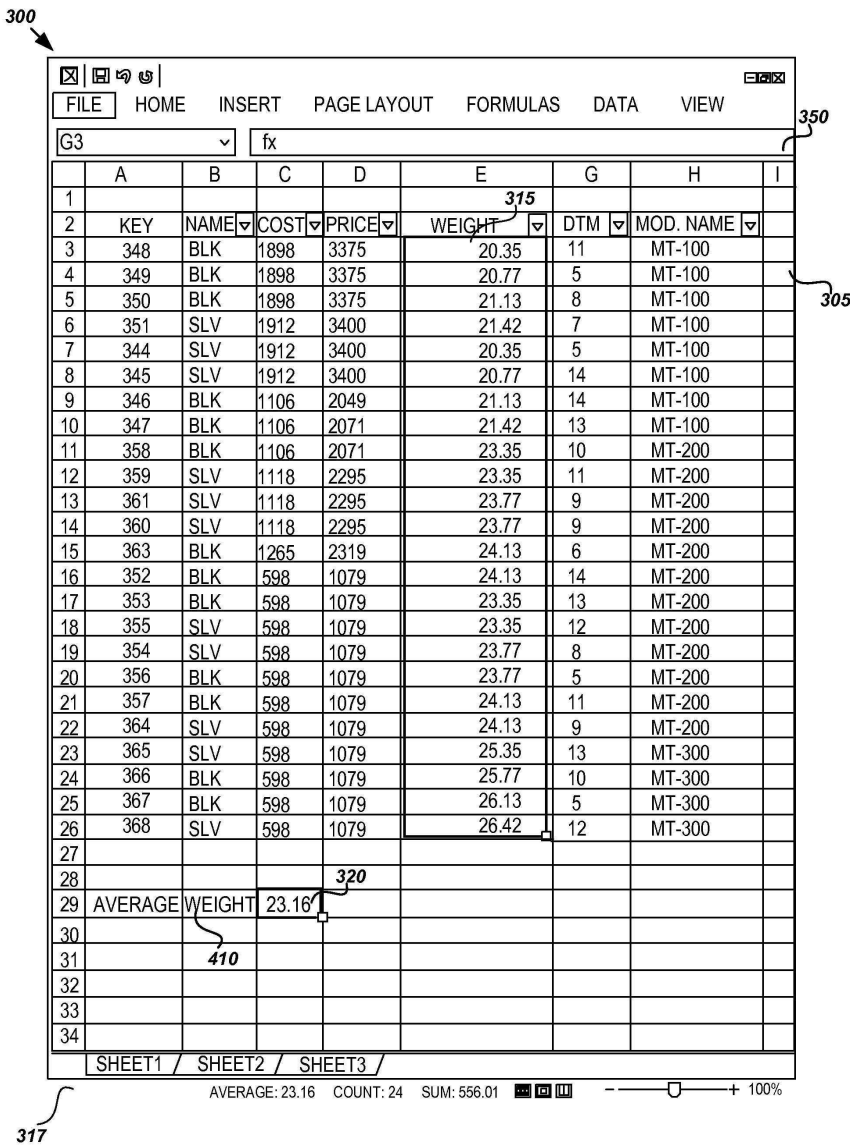 300
FILE HOME INSERT PAGE LAYOUT FORMULAS DATA VIEW
350
G3 fx
A B C D E G H I
1 315
2 KEY NAME COST PRICE WEIGHT DTM MOD. NAME
3 348 BLK 1898 3375 20.35 11 MT-100
4 349 BLK 1898 3375 20.77 5 MT-100
305
5 350 BLK 1898 3375 21.13 8 MT-100
6 351 SLV 1912 3400 21.42 7 MT-100
7 344 SLV 1912 3400 20.35 5 MT-100
8 345 SLV 1912 3400 20.77 14 MT-100
9 346 BLK 1106 2049 21.13 14 MT-100
10 347 BLK 1106 2071 21.42 13 MT-100
11 358 BLK 1106 2071 23.35 10 MT-200
12 359 SLV 1118 2295 23.35 11 MT-200
13 361 SLV 1118 2295 23.77 9 MT-200
14 360 SLV 1118 2295 23.77 9 MT-200
15 363 BLK 1265 2319 24.13 6 MT-200
16 352 BLK 598 1079 24.13 14 MT-200
17 353 BLK 598 1079 23.35 13 MT-200
18 355 SLV 598 1079 23.35 12 MT-200
19 354 SLV 598 1079 23.77 8 MT-200
20 356 BLK 598 1079 23.77 5 MT-200
21 357 BLK 598 1079 24.13 11 MT-200
22 364 SLV 598 1079 24.13 9 MT-200
23 365 SLV 598 1079 25.35 13 MT-300
24 366 BLK 598 1079 25.77 10 MT-300
25 367 BLK 598 1079 26.13 5 MT-300
26 368 SLV 598 1079 26.42 12 MT-300
27
28 320
29 AVERAGE WEIGHT 23.16
30
31 410
32
33
34
SHEET1 SHEET2 SHEET3
AVERAGE: 23.16 COUNT: 24 SUM: 556.01 - + 100%
317